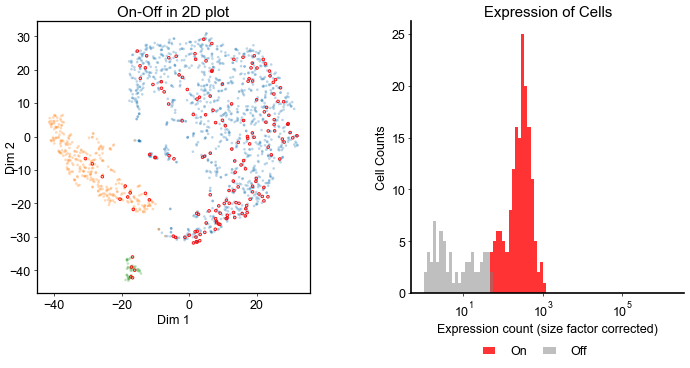 On-Off in 2D plot
30
20
10
0
−10
−20
−30
−40
Dim 2
−40 −20 0 20
Dim 1
Expression of Cells
25
20
15
10
5
0
Cell Counts
10^1 10^3 10^5
Expression count (size factor corrected)
On Off